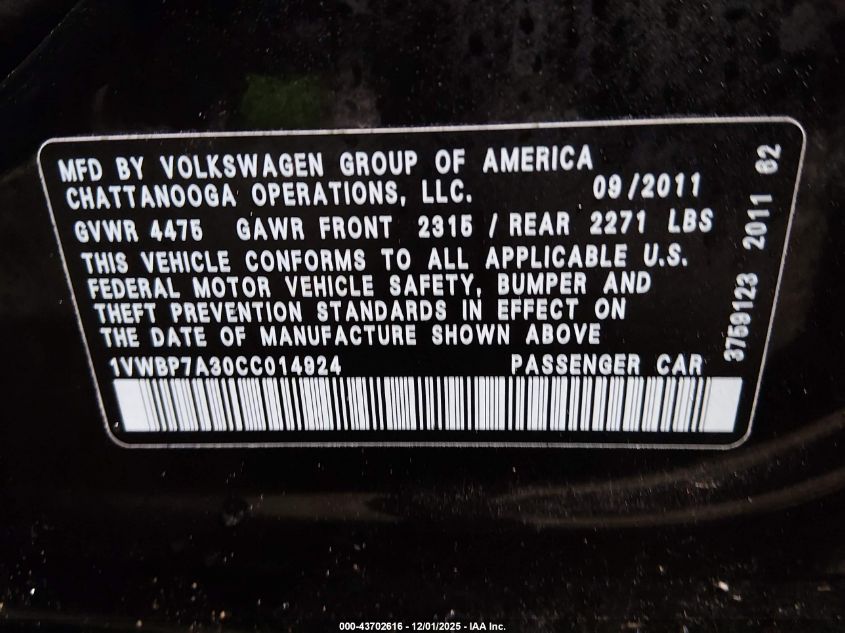 MFD BY VOLKSWAGEN GROUP OF AMERICA
CHATTANOOGA OPERATIONS, LLC. 09/2011
GVWR 4475 GAWR FRONT 2315 / REAR 2271 LBS
THIS VEHICLE CONFORMS TO ALL APPLICABLE U.S.
FEDERAL MOTOR VEHICLE SAFETY, BUMPER AND
THEFT PREVENTION STANDARDS IN EFFECT ON
THE DATE OF MANUFACTURE SHOWN ABOVE
1VWBP7A30CC014924 PASSENGER CAR
3759123 2011 62
000-43702616 - 12/01/2025 - IAA Inc.